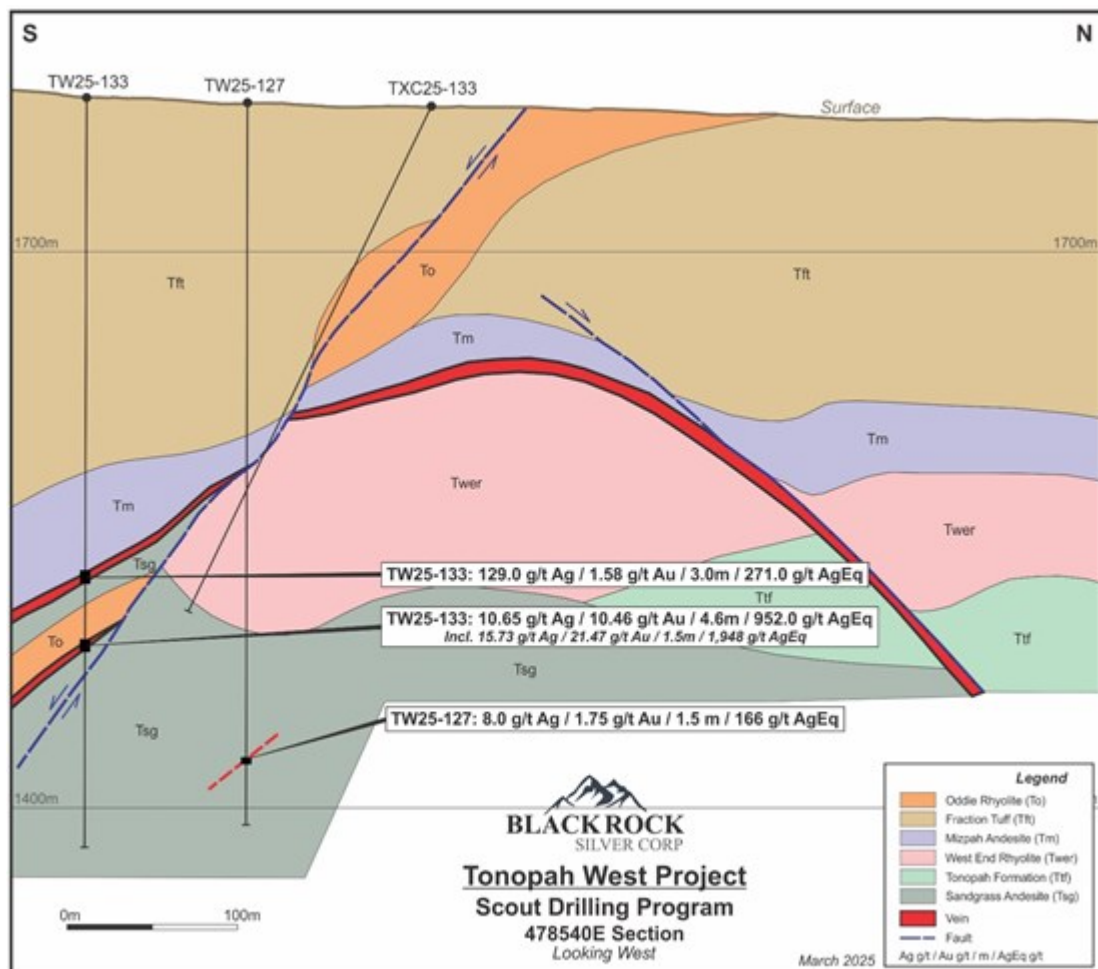 S
N
TW25-133
TW25-127
TXC25-133
Surface
1700m
1700m
Tft
To
Tft
Tm
Tm
Twer
Tm
Twer
Tsg
TW25-133: 129.0 g/t Ag / 1.58 g/t Au / 3.0m / 271.0 g/t AgEq
Ttf
TW25-133: 10.65 g/t Ag / 10.46 g/t Au / 4.6m / 952.0 g/t AgEq
Incl. 15.73 g/t Ag / 21.47 g/t Au / 1.5m / 1,948 g/t AgEq
To
Ttf
Tsg
Tsg
TW25-127: 8.0 g/t Ag / 1.75 g/t Au / 1.5 m / 166 g/t AgEq
1400m
BLACKROCK
SILVER CORP
Tonopah West Project
Scout Drilling Program
478540E Section
Looking West
0m
100m
March 2025
Legend
Oddie Rhyolite (To)
Fraction Tuff (Tft)
Mizpah Andesite (Tm)
West End Rhyolite (Twer)
Tonopah Formation (Ttf)
Sandgrass Andesite (Tsg)
Vein
Fault
Ag g/t / Au g/t / m / AgEq g/t